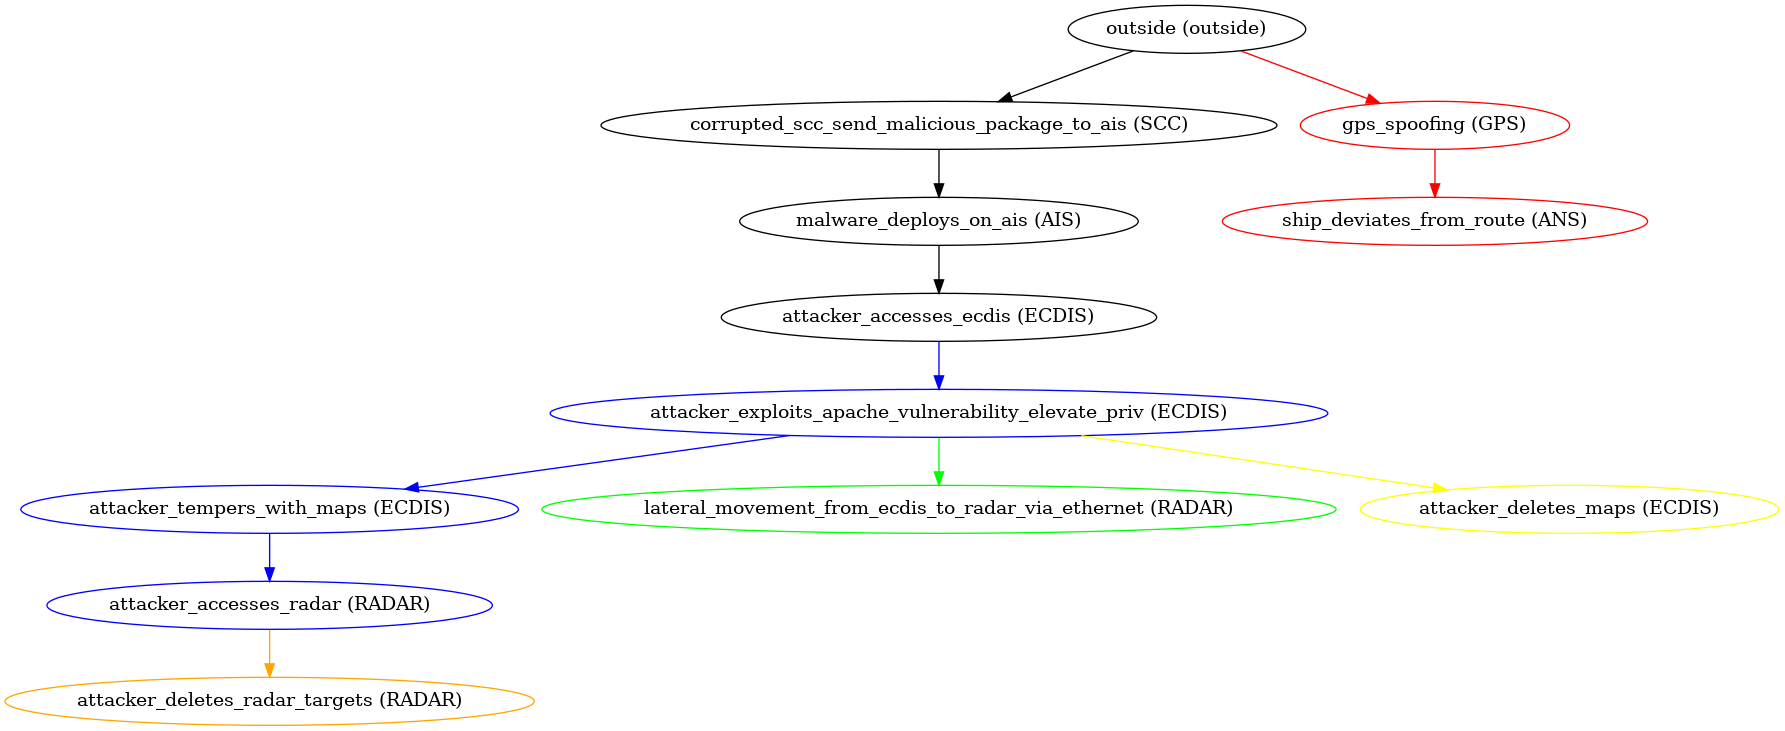 outside (outside)
corrupted_scc_send_malicious_package_to_ais (SCC)
gps_spoofing (GPS)
malware_deploys_on_ais (AIS)
ship_deviates_from_route (ANS)
attacker_accesses_ecdis (ECDIS)
attacker_exploits_apache_vulnerability_elevate_priv (ECDIS)
attacker_tempers_with_maps (ECDIS)
lateral_movement_from_ecdis_to_radar_via_ethernet (RADAR)
attacker_deletes_maps (ECDIS)
attacker_accesses_radar (RADAR)
attacker_deletes_radar_targets (RADAR)